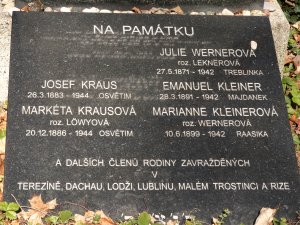 NA PAMÁTKU
JULIE WERNEROVÁ
roz. LEKNEROVÁ
27.5.1871 - 1942 TREBLINKA
JOSEF KRAUS
26.3.1883 - 1944 OSVĚTIM
EMANUEL KLEINER
28.3.1891 - 1942 MAJDANEK
MARKÉTA KRAUSOVÁ
roz. LÖWYOVÁ
20.12.1886 - 1944 OSVĚTIM
MARIANNE KLEINEROVÁ
roz. WERNEROVÁ
10.6.1899 - 1942 RAASIKA
A DALŠÍCH ČLENŮ RODINY ZAVRAŽDĚNÝCH
V
TEREZÍNĚ, DACHAU, LODŽI, LUBLINU, MALÉM TROSTINCI A RIZE